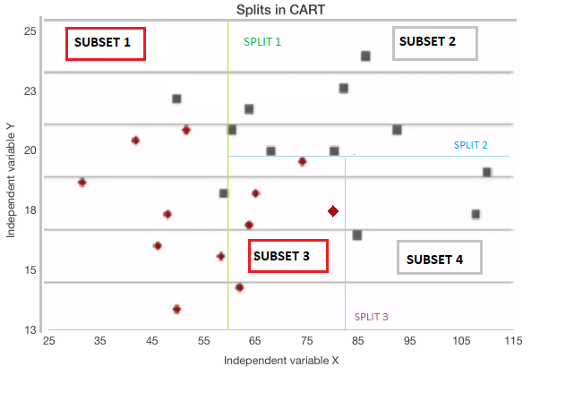 Splits in CART
SUBSET 1
SPLIT 1
SUBSET 2
SPLIT 2
SUBSET 3
SUBSET 4
SPLIT 3
Independent variable Y
25
23
20
18
15
13
25 35 45 55 65 75 85 95 105 115
Independent variable X